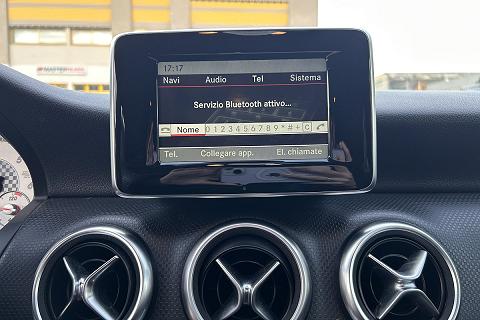 17:17
Navi Audio Tel Sistema
Servizio Bluetooth attivo...
Nome 0 1 2 3 4 5 6 7 8 9 * # + C
Tel. Collegare app. El. chiamate
120